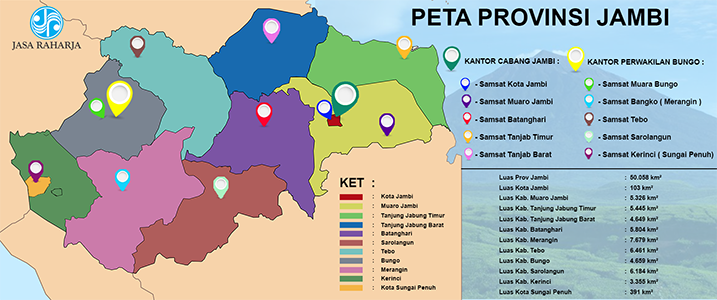 JASA RAHARJA
PETA PROVINSI JAMBI
KANTOR CABANG JAMBI :
- Samsat Kota Jambi
- Samsat Muaro Jambi
- Samsat Batanghari
- Samsat Tanjab Timur
- Samsat Tanjab Barat
KANTOR PERWAKILAN BUNGO :
- Samsat Muara Bungo
- Samsat Bangko ( Merangin )
- Samsat Tebo
- Samsat Sarolangun
- Samsat Kerinci ( Sungai Penuh)
KET :
Kota Jambi
Muaro Jambi
Tanjung Jabung Timur
Tanjung Jabung Barat
Batanghari
Sarolangun
Tebo
Bungo
Merangin
Kerinci
Kota Sungai Penuh
Luas Prov Jambi : 50.058 km²
Luas Kota Jambi : 103 km²
Luas Kab. Muaro Jambi : 5.326 km²
Luas Kab. Tanjung Jabung Timur : 5.445 km²
Luas Kab. Tanjung Jabung Barat : 4.649 km²
Luas Kab. Batanghari : 5.804 km²
Luas Kab. Merangin : 7.679 km²
Luas Kab. Tebo : 6.461 km²
Luas Kab. Bungo : 4.659 km²
Luas Kab. Sarolangun : 6.184 km²
Luas Kab. Kerinci : 3.355 km²
Luas Kota Sungai Penuh : 391 km²